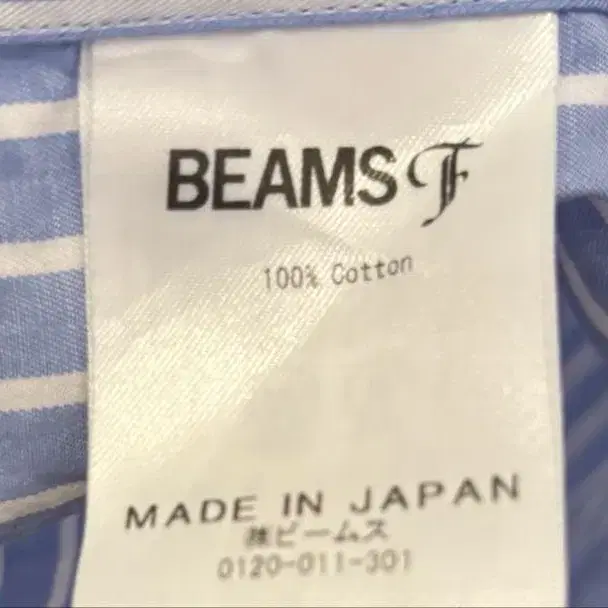 BEAMS F
100% Cotton
MADE IN JAPAN
㈱ビームス
0120-011-301